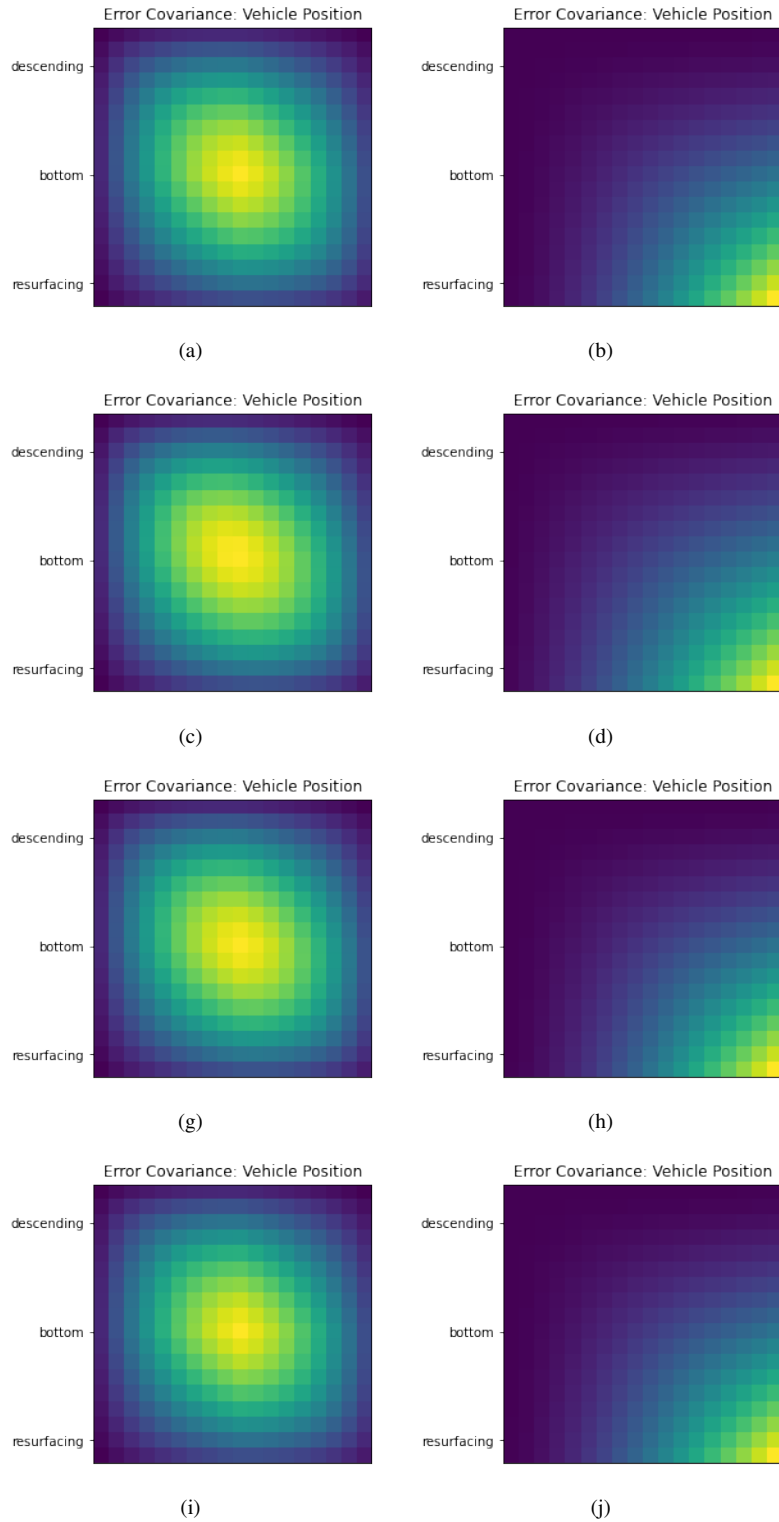 Error Covariance: Vehicle Position
descending
bottom
resurfacing
(a)
Error Covariance: Vehicle Position
descending
bottom
resurfacing
(b)
Error Covariance: Vehicle Position
descending
bottom
resurfacing
(c)
Error Covariance: Vehicle Position
descending
bottom
resurfacing
(d)
Error Covariance: Vehicle Position
descending
bottom
resurfacing
(g)
Error Covariance: Vehicle Position
descending
bottom
resurfacing
(h)
Error Covariance: Vehicle Position
descending
bottom
resurfacing
(i)
Error Covariance: Vehicle Position
descending
bottom
resurfacing
(j)